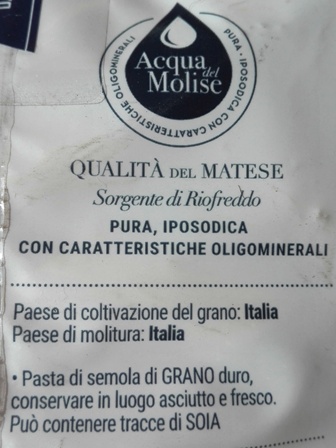 Acqua
del
Molise
PURA · IPOSODICA CON CARATTERISTICHE OLIGOMINERALI
QUALITÀ DEL MATESE
Sorgente di Riofreddo
PURA, IPOSODICA
CON CARATTERISTICHE OLIGOMINERALI
Paese di coltivazione del grano: Italia
Paese di molitura: Italia
• Pasta di semola di GRANO duro,
conservare in luogo asciutto e fresco.
Può contenere tracce di SOIA